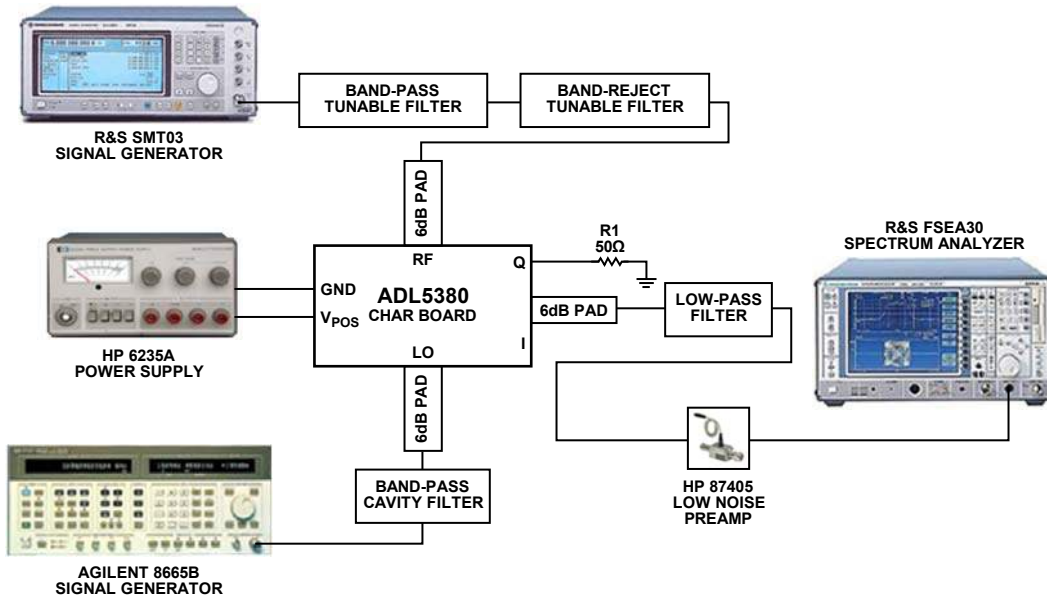 R&S SMT03
SIGNAL GENERATOR
BAND-PASS
TUNABLE FILTER
BAND-REJECT
TUNABLE FILTER
6dB PAD
HP 6235A
POWER SUPPLY
RF
GND
VPOS
ADL5380
CHAR BOARD
LO
Q
I
R1
50Ω
6dB PAD
LOW-PASS
FILTER
R&S FSEA30
SPECTRUM ANALYZER
HP 87405
LOW NOISE
PREAMP
6dB PAD
BAND-PASS
CAVITY FILTER
AGILENT 8665B
SIGNAL GENERATOR